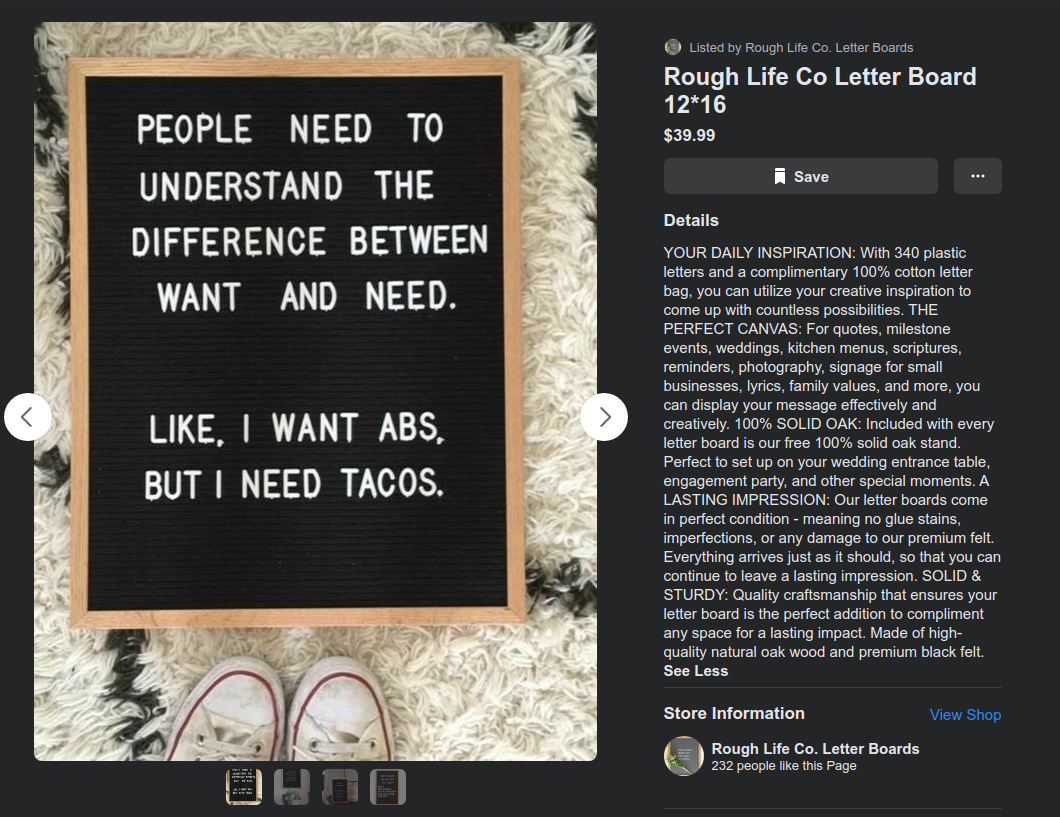 PEOPLE NEED TO
UNDERSTAND THE
DIFFERENCE BETWEEN
WANT AND NEED.
LIKE, I WANT ABS,
BUT I NEED TACOS.
Listed by Rough Life Co. Letter Boards
Rough Life Co Letter Board
12*16
$39.99
Save
Details
YOUR DAILY INSPIRATION: With 340 plastic
letters and a complimentary 100% cotton letter
bag, you can utilize your creative inspiration to
come up with countless possibilities. THE
PERFECT CANVAS: For quotes, milestone
events, weddings, kitchen menus, scriptures,
reminders, photography, signage for small
businesses, lyrics, family values, and more, you
can display your message effectively and
creatively. 100% SOLID OAK: Included with every
letter board is our free 100% solid oak stand.
Perfect to set up on your wedding entrance table,
engagement party, and other special moments. A
LASTING IMPRESSION: Our letter boards come
in perfect condition - meaning no glue stains,
imperfections, or any damage to our premium felt.
Everything arrives just as it should, so that you can
continue to leave a lasting impression. SOLID &
STURDY: Quality craftsmanship that ensures your
letter board is the perfect addition to compliment
any space for a lasting impact. Made of high-
quality natural oak wood and premium black felt.
See Less
Store Information
View Shop
Rough Life Co. Letter Boards
232 people like this Page